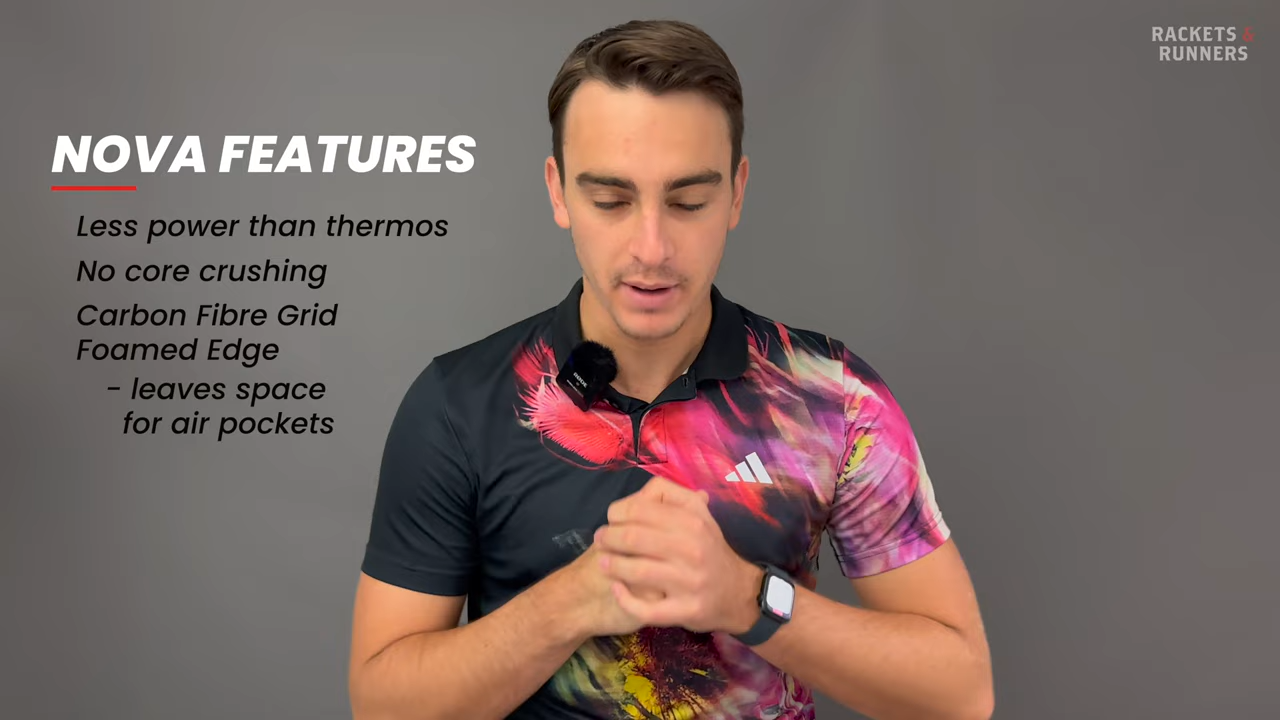 RACKETS &
RUNNERS
NOVA FEATURES
Less power than thermos
No core crushing
Carbon Fibre Grid
Foamed Edge
- leaves space
for air pockets